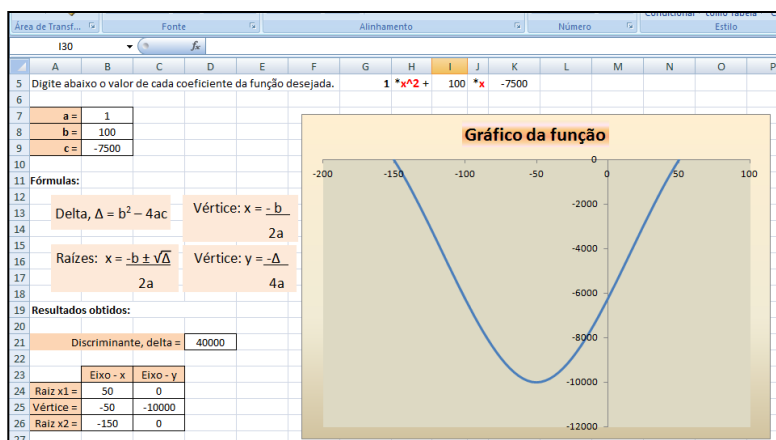 Área de Transf...
Fonte
Alinhamento
Número
Estilo
I30
fx
A B C D E F G H I J K L M N O P
5 Digite abaixo o valor de cada coeficiente da função desejada. 1 *x^2 + 100 *x -7500
6
7 a = 1
8 b = 100
9 c = -7500
10
11 Fórmulas:
12
13
14
15
16
17
18
Delta, Δ = b² – 4ac
Vértice: x = - b
2a
Raízes: x = -b ± √Δ
2a
Vértice: y = -Δ
4a
19 Resultados obtidos:
20
21 Discriminante, delta = 40000
22
23 Eixo - x Eixo - y
24 Raiz x1 = 50 0
25 Vértice = -50 -10000
26 Raiz x2 = -150 0
27
Gráfico da função
0
-200 -150 -100 -50 0 50 100
-2000
-4000
-6000
-8000
-10000
-12000